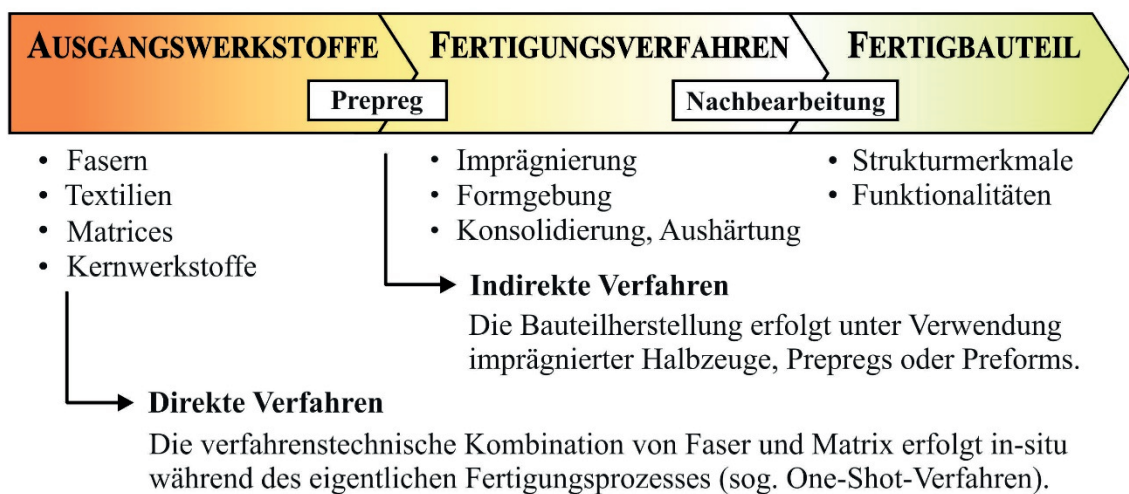 AUSGANGSWERKSTOFFE
FERTIGUNGSVERFAHREN
FERTIGBAUTEIL
Prepreg
Nachbearbeitung
• Fasern
• Textilien
• Matrices
• Kernwerkstoffe
• Imprägnierung
• Formgebung
• Konsolidierung, Aushärtung
• Strukturmerkmale
• Funktionalitäten
Indirekte Verfahren
Die Bauteilherstellung erfolgt unter Verwendung
imprägnierter Halbzeuge, Prepregs oder Preforms.
Direkte Verfahren
Die verfahrenstechnische Kombination von Faser und Matrix erfolgt in-situ
während des eigentlichen Fertigungsprozesses (sog. One-Shot-Verfahren).